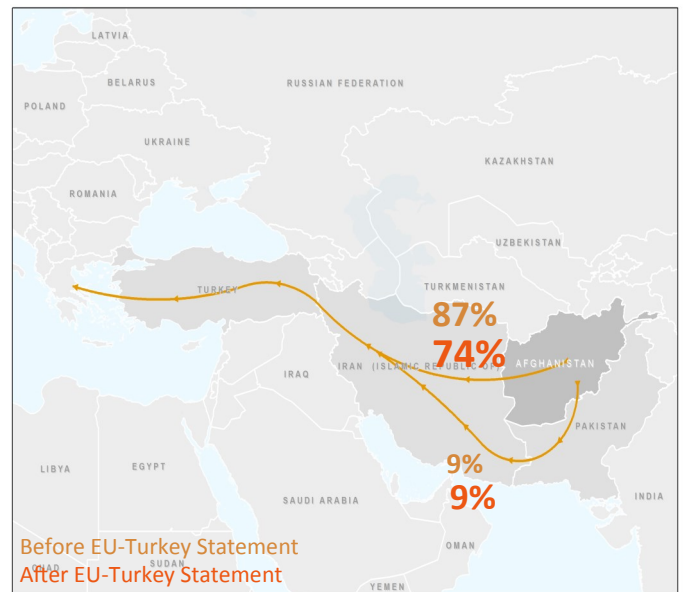 LATVIA
BELARUS
RUSSIAN FEDERATION
POLAND
UKRAINE
KAZAKHSTAN
ROMANIA
UZBEKISTAN
TURKEY
TURKMENISTAN
87%
74%
IRAN (ISLAMIC REPUBLIC OF)
AFGHANISTAN
IRAQ
PAKISTAN
9%
9%
LIBYA
EGYPT
SAUDI ARABIA
INDIA
OMAN
Before EU-Turkey Statement
CHAD
SUDAN
After EU-Turkey Statement
YEMEN